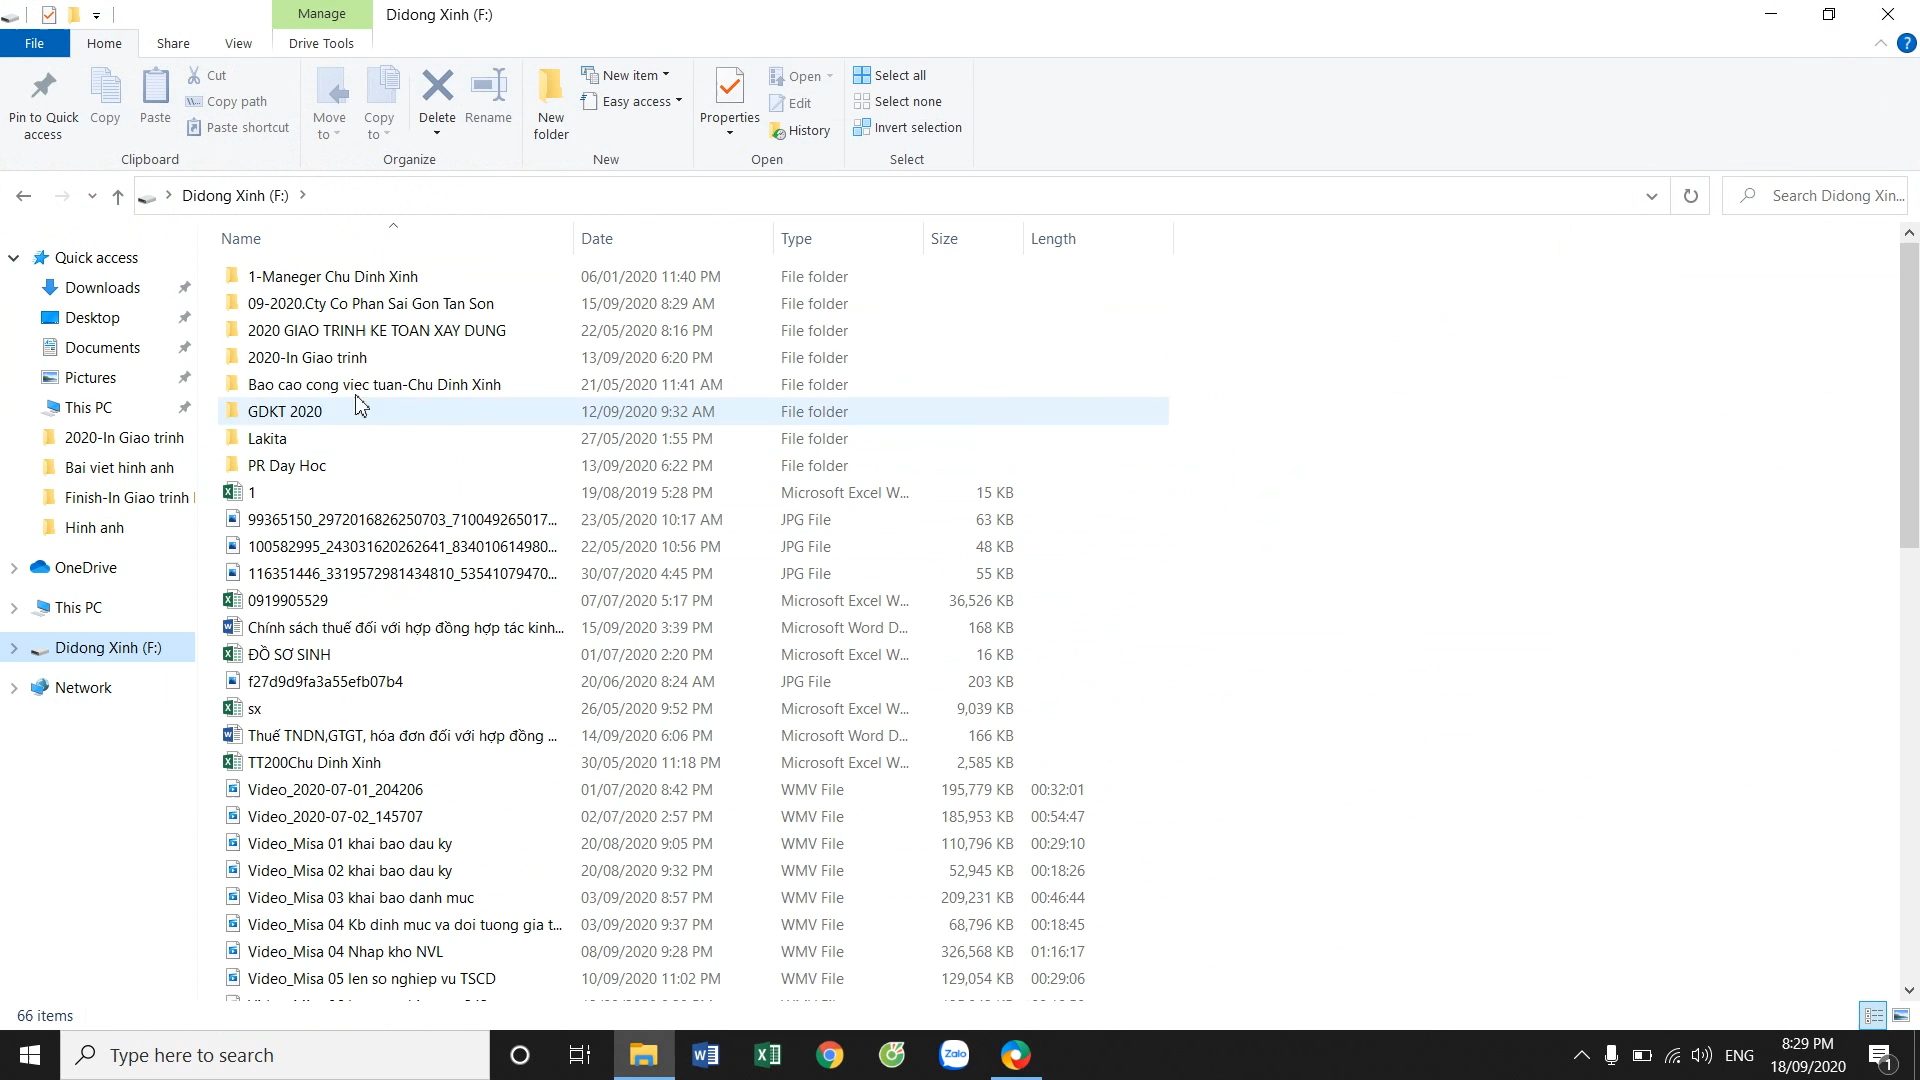 Manage
Didong Xinh (F:)
File
Home
Share
View
Drive Tools
Pin to Quick access
Copy
Paste
Cut
Copy path
Paste shortcut
Clipboard
Move to
Copy to
Delete
Rename
Organize
New folder
New item
Easy access
New
Properties
Open
Edit
History
Open
Select all
Select none
Invert selection
Select
Didong Xinh (F:)
Search Didong Xin...
Quick access
Downloads
Desktop
Documents
Pictures
This PC
2020-In Giao trinh
Bai viet hinh anh
Finish-In Giao trinh
Hinh anh
OneDrive
This PC
Didong Xinh (F:)
Network
Name Date Type Size Length
1-Maneger Chu Dinh Xinh 06/01/2020 11:40 PM File folder
09-2020.Cty Co Phan Sai Gon Tan Son 15/09/2020 8:29 AM File folder
2020 GIAO TRINH KE TOAN XAY DUNG 22/05/2020 8:16 PM File folder
2020-In Giao trinh 13/09/2020 6:20 PM File folder
Bao cao cong viec tuan-Chu Dinh Xinh 21/05/2020 11:41 AM File folder
GDKT 2020 12/09/2020 9:32 AM File folder
Lakita 27/05/2020 1:55 PM File folder
PR Day Hoc 13/09/2020 6:22 PM File folder
1 19/08/2019 5:28 PM Microsoft Excel W... 15 KB
99365150_2972016826250703_710049265017... 23/05/2020 10:17 AM JPG File 63 KB
100582995_243031620262641_834010614980... 22/05/2020 10:56 PM JPG File 48 KB
116351446_3319572981434810_53541079470... 30/07/2020 4:45 PM JPG File 55 KB
0919905529 07/07/2020 5:17 PM Microsoft Excel W... 36,526 KB
Chính sách thuế đối với hợp đồng hợp tác kinh... 15/09/2020 3:39 PM Microsoft Word D... 168 KB
ĐỒ SƠ SINH 01/07/2020 2:20 PM Microsoft Excel W... 16 KB
f27d9d9fa3a55efb07b4 20/06/2020 8:24 AM JPG File 203 KB
sx 26/05/2020 9:52 PM Microsoft Excel W... 9,039 KB
Thuế TNDN,GTGT, hóa đơn đối với hợp đồng ... 14/09/2020 6:06 PM Microsoft Word D... 166 KB
TT200Chu Dinh Xinh 30/05/2020 11:18 PM Microsoft Excel W... 2,585 KB
Video_2020-07-01_204206 01/07/2020 8:42 PM WMV File 195,779 KB 00:32:01
Video_2020-07-02_145707 02/07/2020 2:57 PM WMV File 185,953 KB 00:54:47
Video_Misa 01 khai bao dau ky 20/08/2020 9:05 PM WMV File 110,796 KB 00:29:10
Video_Misa 02 khai bao dau ky 20/08/2020 9:32 PM WMV File 52,945 KB 00:18:26
Video_Misa 03 khai bao danh muc 03/09/2020 8:57 PM WMV File 209,231 KB 00:46:44
Video_Misa 04 Kb dinh muc va doi tuong gia t... 03/09/2020 9:37 PM WMV File 68,796 KB 00:18:45
Video_Misa 04 Nhap kho NVL 08/09/2020 9:28 PM WMV File 326,568 KB 01:16:17
Video_Misa 05 len so nghiep vu TSCD 10/09/2020 11:02 PM WMV File 129,054 KB 00:29:06
66 items
Type here to search
Zalo
ENG
8:29 PM
18/09/2020
1